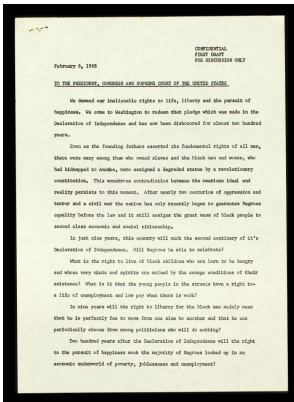 CONFIDENTIAL
FIRST DRAFT
FOR DISCUSSION ONLY
February 6, 1968
TO THE PRESIDENT, CONGRESS AND SUPREME COURT OF THE UNITED STATES
We demand our inalienable rights to life, liberty and the pursuit of
happiness. We come to Washington to redeem that pledge which was made in the
Declaration of Independence and has now been dishonored for almost two hundred
years.
Even as the founding fathers asserted the fundamental rights of all men,
there were many among them who owned slaves and the black men and women, who
had kidnapped to America, were assigned a degraded status by a revolutionary
constitution. This monstrous contradiction between the American ideal and
reality persists to this moment. After nearly two centuries of oppression and
terror and a civil war the nation has only recently begun to guarantee Negroes
equality before the law and it still assigns the great mass of black people to
second class economic and social citizenship.
In just nine years, this country will mark the second centinary of it's
Declaration of Independence. Will Negroes be able to celebrate?
What is the right to live of black children who are born to be hungry
and whose very minds and spirits are ruined by the savage conditions of their
existence? What is it that the young people in the streets have a right to-
a life of unemployment and low pay when there is work?
In nine years will the right to liberty for the black man mainly mean
that he is perfectly free to move from one slum to another and that he can
periodically choose from among politicians who will do nothing?
Two hundred years after the Declaration of Independence will the right
to the pursuit of happiness mock the majority of Negroes locked up in an
economic underworld of poverty, joblessness and unemployment?